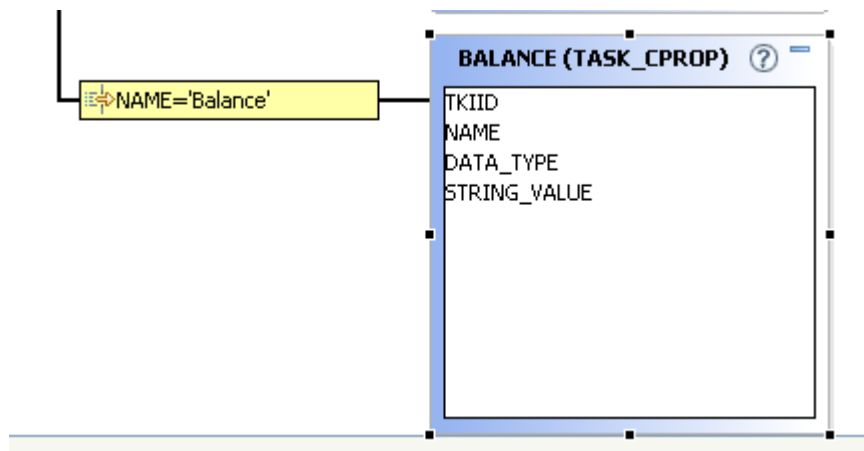 BALANCE (TASK_CPROP) ?
NAME='Balance'
TKIID
NAME
DATA_TYPE
STRING_VALUE